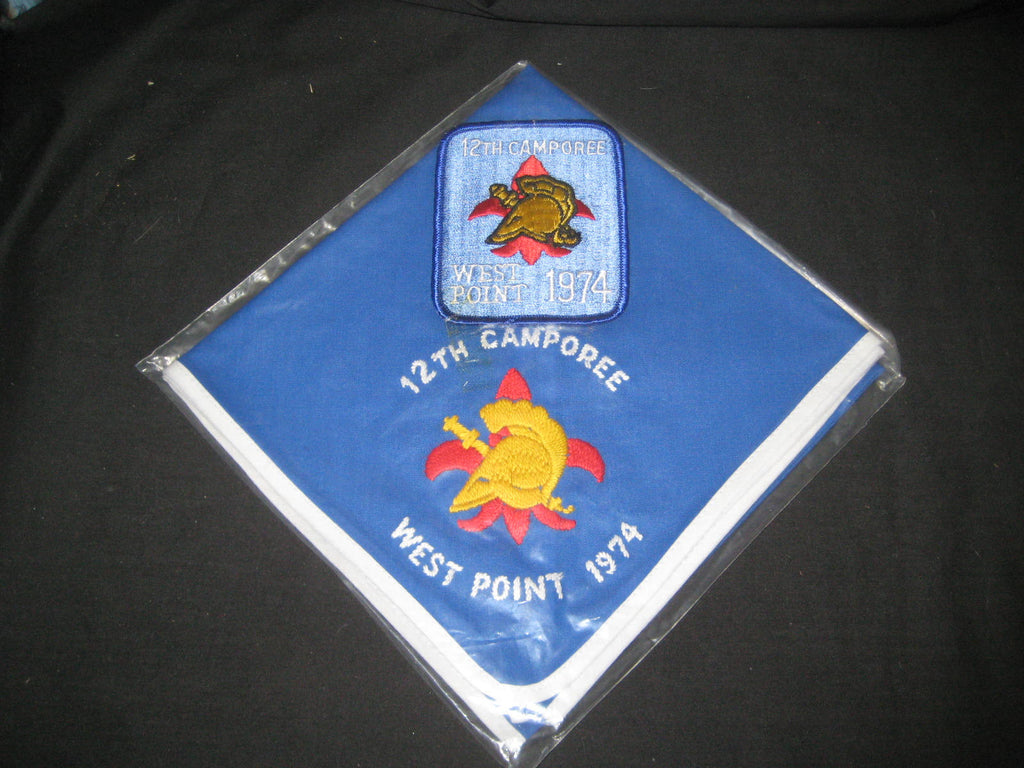 12TH CAMPOREE
WEST
POINT 1974
12TH CAMPOREE
WEST POINT 1974